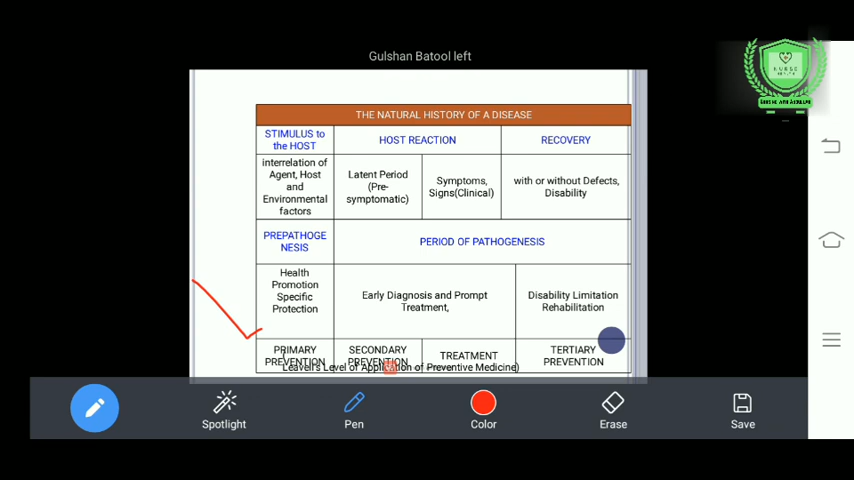 Gulshan Batool left
NURSE
HEALTH
THE NATURAL HISTORY OF A DISEASE
STIMULUS to
the HOST
HOST REACTION
RECOVERY
interrelation of
Agent, Host
and
Environmental
factors
Latent Period
(Pre-
symptomatic)
Symptoms,
Signs(Clinical)
with or without Defects,
Disability
PREPATHOGE
NESIS
PERIOD OF PATHOGENESIS
Health
Promotion
Specific
Protection
Early Diagnosis and Prompt
Treatment,
Disability Limitation
Rehabilitation
PRIMARY
PREVENTION
SECONDARY
PREVENTION
TREATMENT
TERTIARY
PREVENTION
Leavell's Level of Application of Preventive Medicine)
Spotlight
Pen
Color
Erase
Save